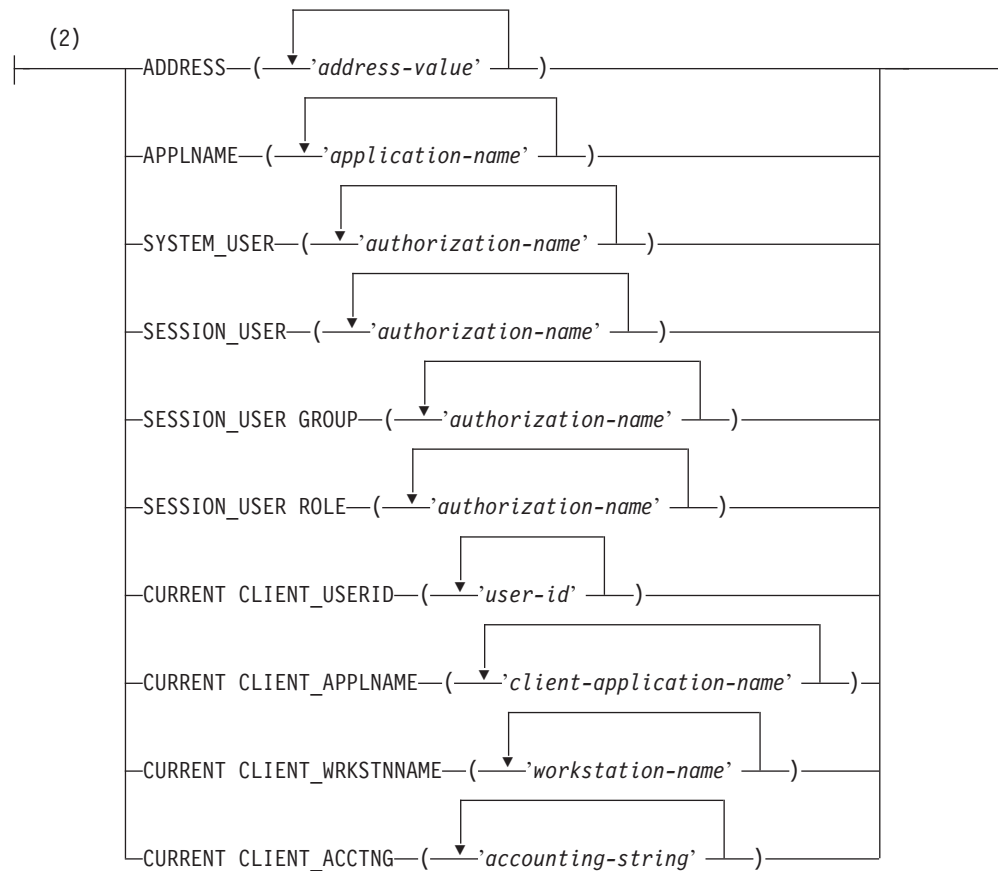 (2)
ADDRESS ( 'address-value' )
APPLNAME ( 'application-name' )
SYSTEM_USER ( 'authorization-name' )
SESSION_USER ( 'authorization-name' )
SESSION_USER GROUP ( 'authorization-name' )
SESSION_USER ROLE ( 'authorization-name' )
CURRENT CLIENT_USERID ( 'user-id' )
CURRENT CLIENT_APPLNAME ( 'client-application-name' )
CURRENT CLIENT_WRKSTNNAME ( 'workstation-name' )
CURRENT CLIENT_ACCTNG ( 'accounting-string' )